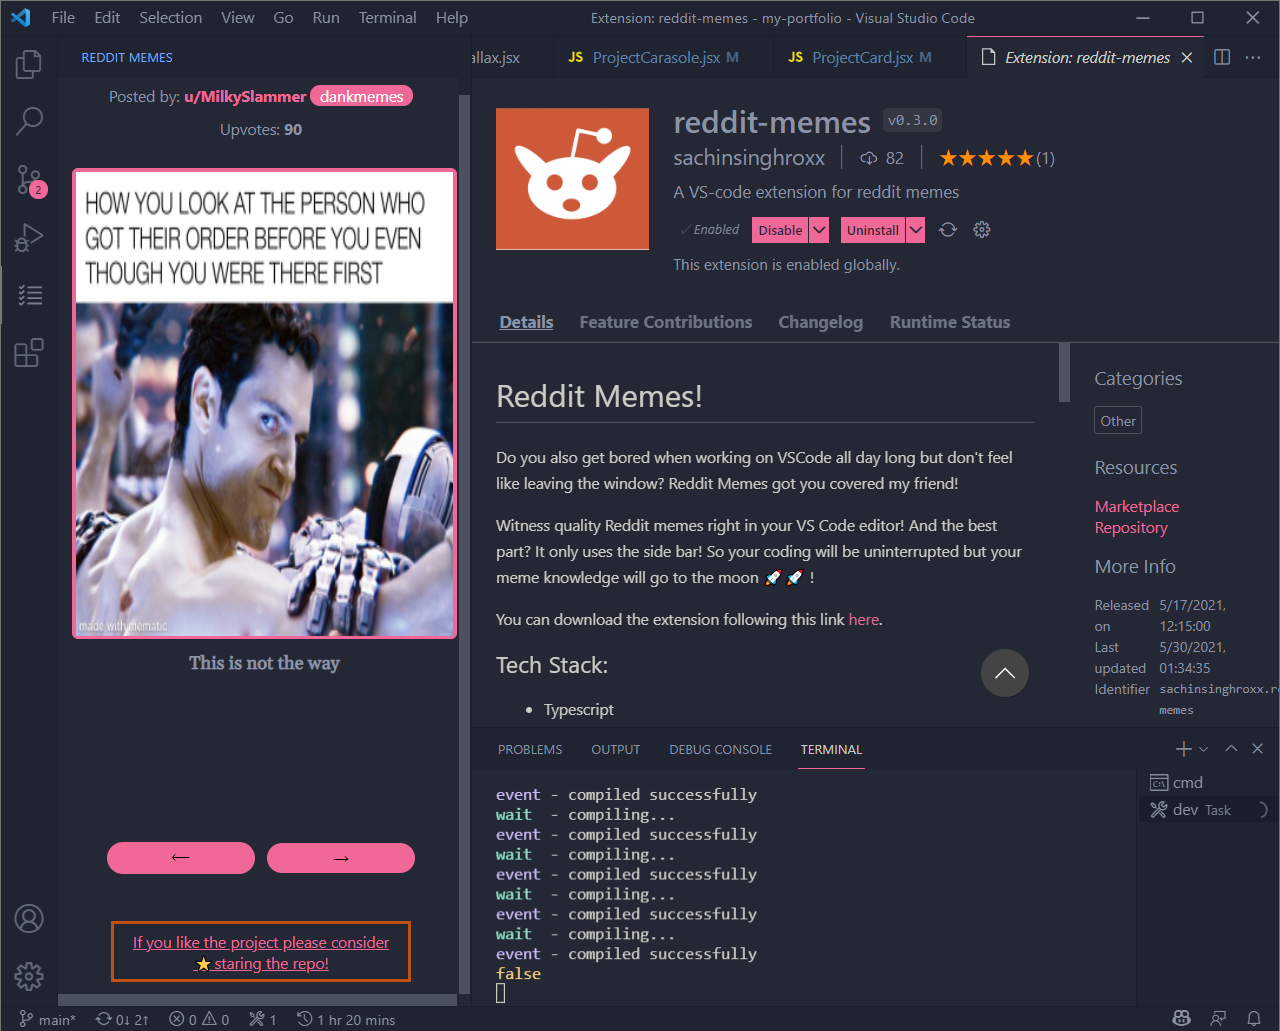 File Edit Selection View Go Run Terminal Help
Extension: reddit-memes - my-portfolio - Visual Studio Code
REDDIT MEMES
Posted by: u/MilkySlammer dankmemes
Upvotes: 90
HOW YOU LOOK AT THE PERSON WHO
GOT THEIR ORDER BEFORE YOU EVEN
THOUGH YOU WERE THERE FIRST
made with mematic
This is not the way
←
→
If you like the project please consider
⭐ staring the repo!
2
allax.jsx
JS ProjectCarasole.jsx M
JS ProjectCard.jsx M
Extension: reddit-memes
reddit-memes v0.3.0
sachinsinghroxx | 82 | ★★★★★(1)
A VS-code extension for reddit memes
✓Enabled Disable Uninstall
This extension is enabled globally.
Details Feature Contributions Changelog Runtime Status
Reddit Memes!
Do you also get bored when working on VSCode all day long but don't feel
like leaving the window? Reddit Memes got you covered my friend!
Witness quality Reddit memes right in your VS Code editor! And the best
part? It only uses the side bar! So your coding will be uninterrupted but your
meme knowledge will go to the moon 🚀 🚀 !
You can download the extension following this link here.
Tech Stack:
• Typescript
Categories
Other
Resources
Marketplace
Repository
More Info
Released on 5/17/2021, 12:15:00
Last updated 5/30/2021, 01:34:35
Identifier sachinsinghroxx.re
memes
PROBLEMS OUTPUT DEBUG CONSOLE TERMINAL
event - compiled successfully
wait - compiling...
event - compiled successfully
wait - compiling...
event - compiled successfully
wait - compiling...
event - compiled successfully
wait - compiling...
event - compiled successfully
false
cmd
dev Task
main* 0↓ 2↑ 0 0 1 1 hr 20 mins